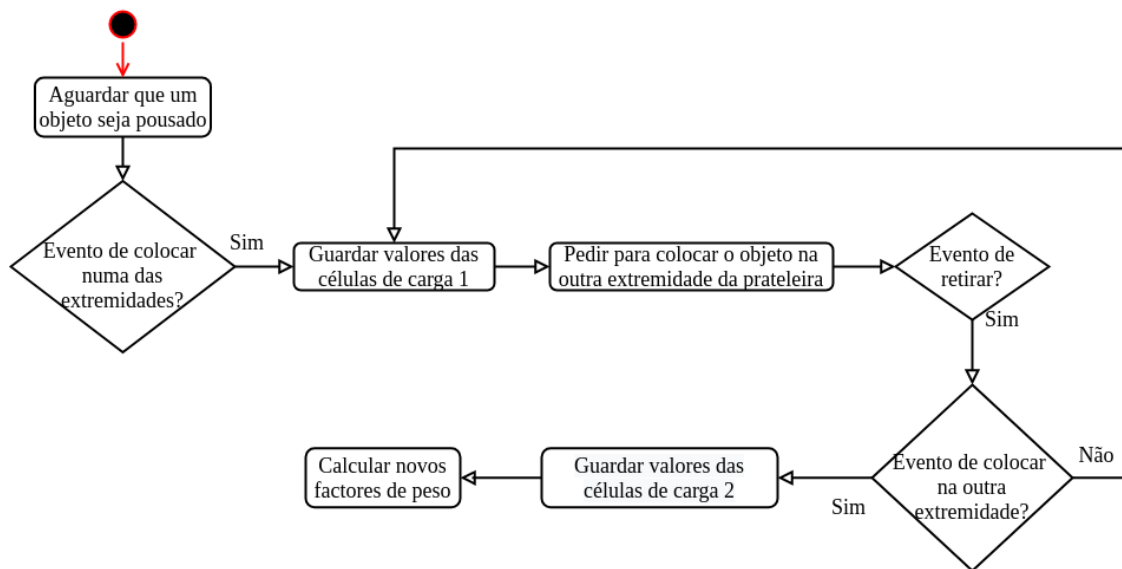 Aguardar que um
objeto seja pousado
Evento de colocar
numa das
extremidades?
Sim
Guardar valores das
células de carga 1
Pedir para colocar o objeto na
outra extremidade da prateleira
Evento de
retirar?
Sim
Evento de colocar
na outra
extremidade?
Não
Sim
Guardar valores das
células de carga 2
Calcular novos
factores de peso